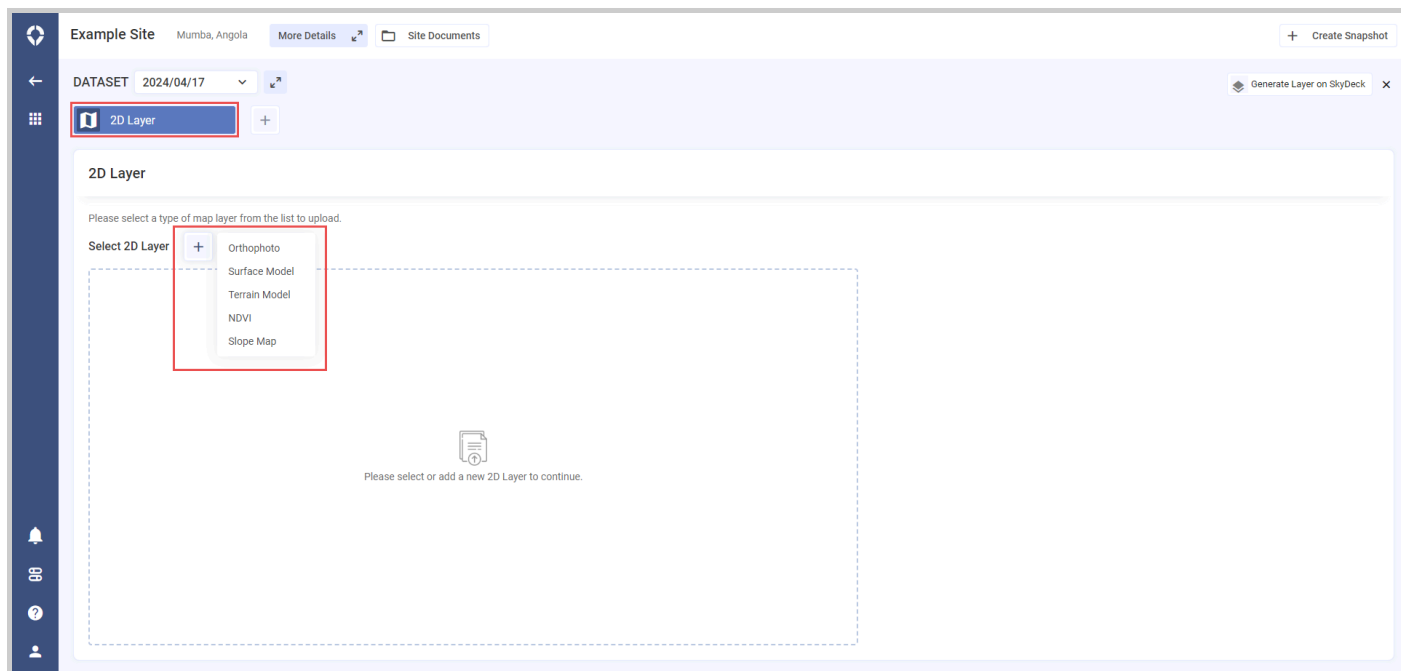 Example Site Mumba, Angola More Details Site Documents + Create Snapshot
DATASET 2024/04/17 Generate Layer on SkyDeck ×
2D Layer +
2D Layer
Please select a type of map layer from the list to upload.
Select 2D Layer + Orthophoto
Surface Model
Terrain Model
NDVI
Slope Map
Please select or add a new 2D Layer to continue.